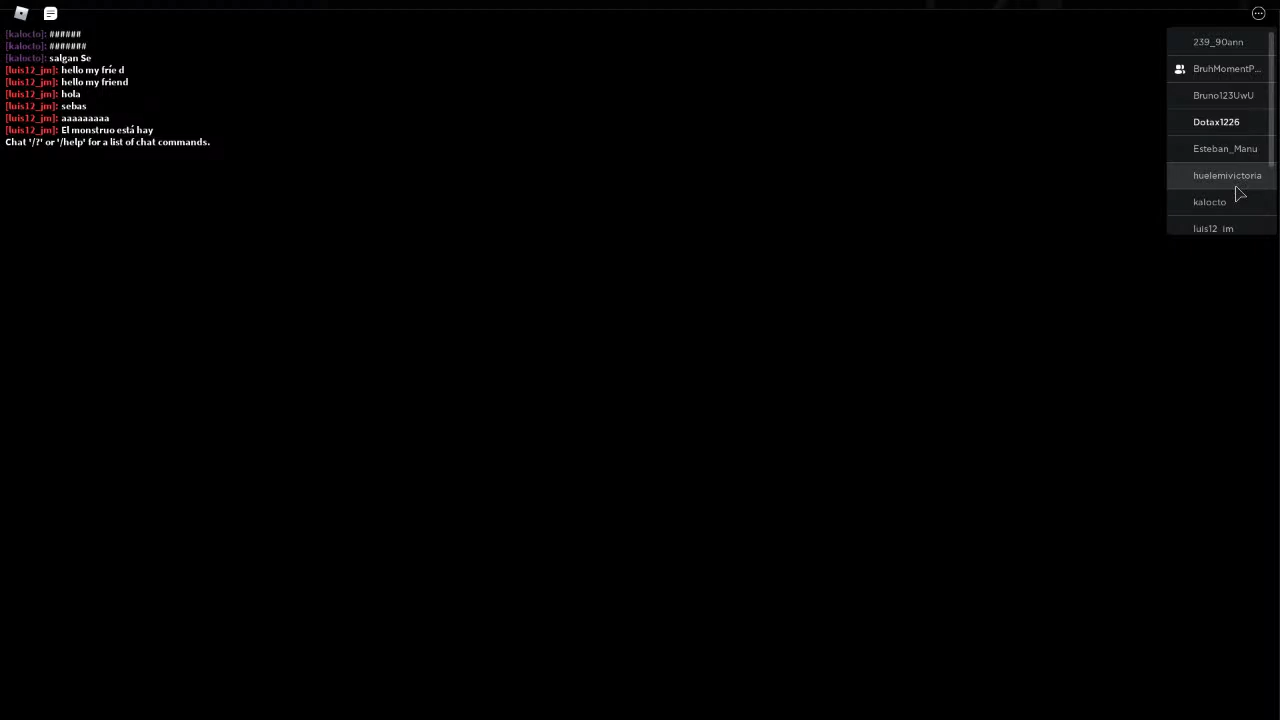 [kalocto]: ######
[kalocto]: #######
[kalocto]: salgan Se
[luis12_jm]: hello my fríe d
[luis12_jm]: hello my friend
[luis12_jm]: hola
[luis12_jm]: sebas
[luis12_jm]: aaaaaaaaa
[luis12_jm]: El monstruo está hay
Chat '/?' or '/help' for a list of chat commands.
239_90ann
BruhMomentP...
Bruno123UwU
Dotax1226
Esteban_Manu
huelemivictoria
kalocto
luis12_jm